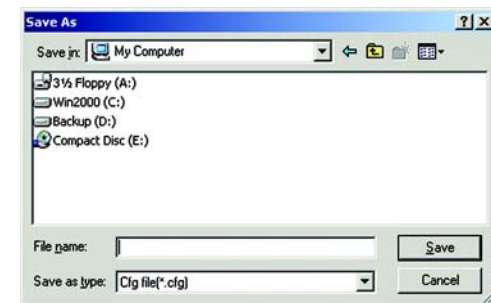 Save As
Save in: My Computer
3½ Floppy (A:)
Win2000 (C:)
Backup (D:)
Compact Disc (E:)
File name: Save
Save as type: Cfg file(*.cfg) Cancel